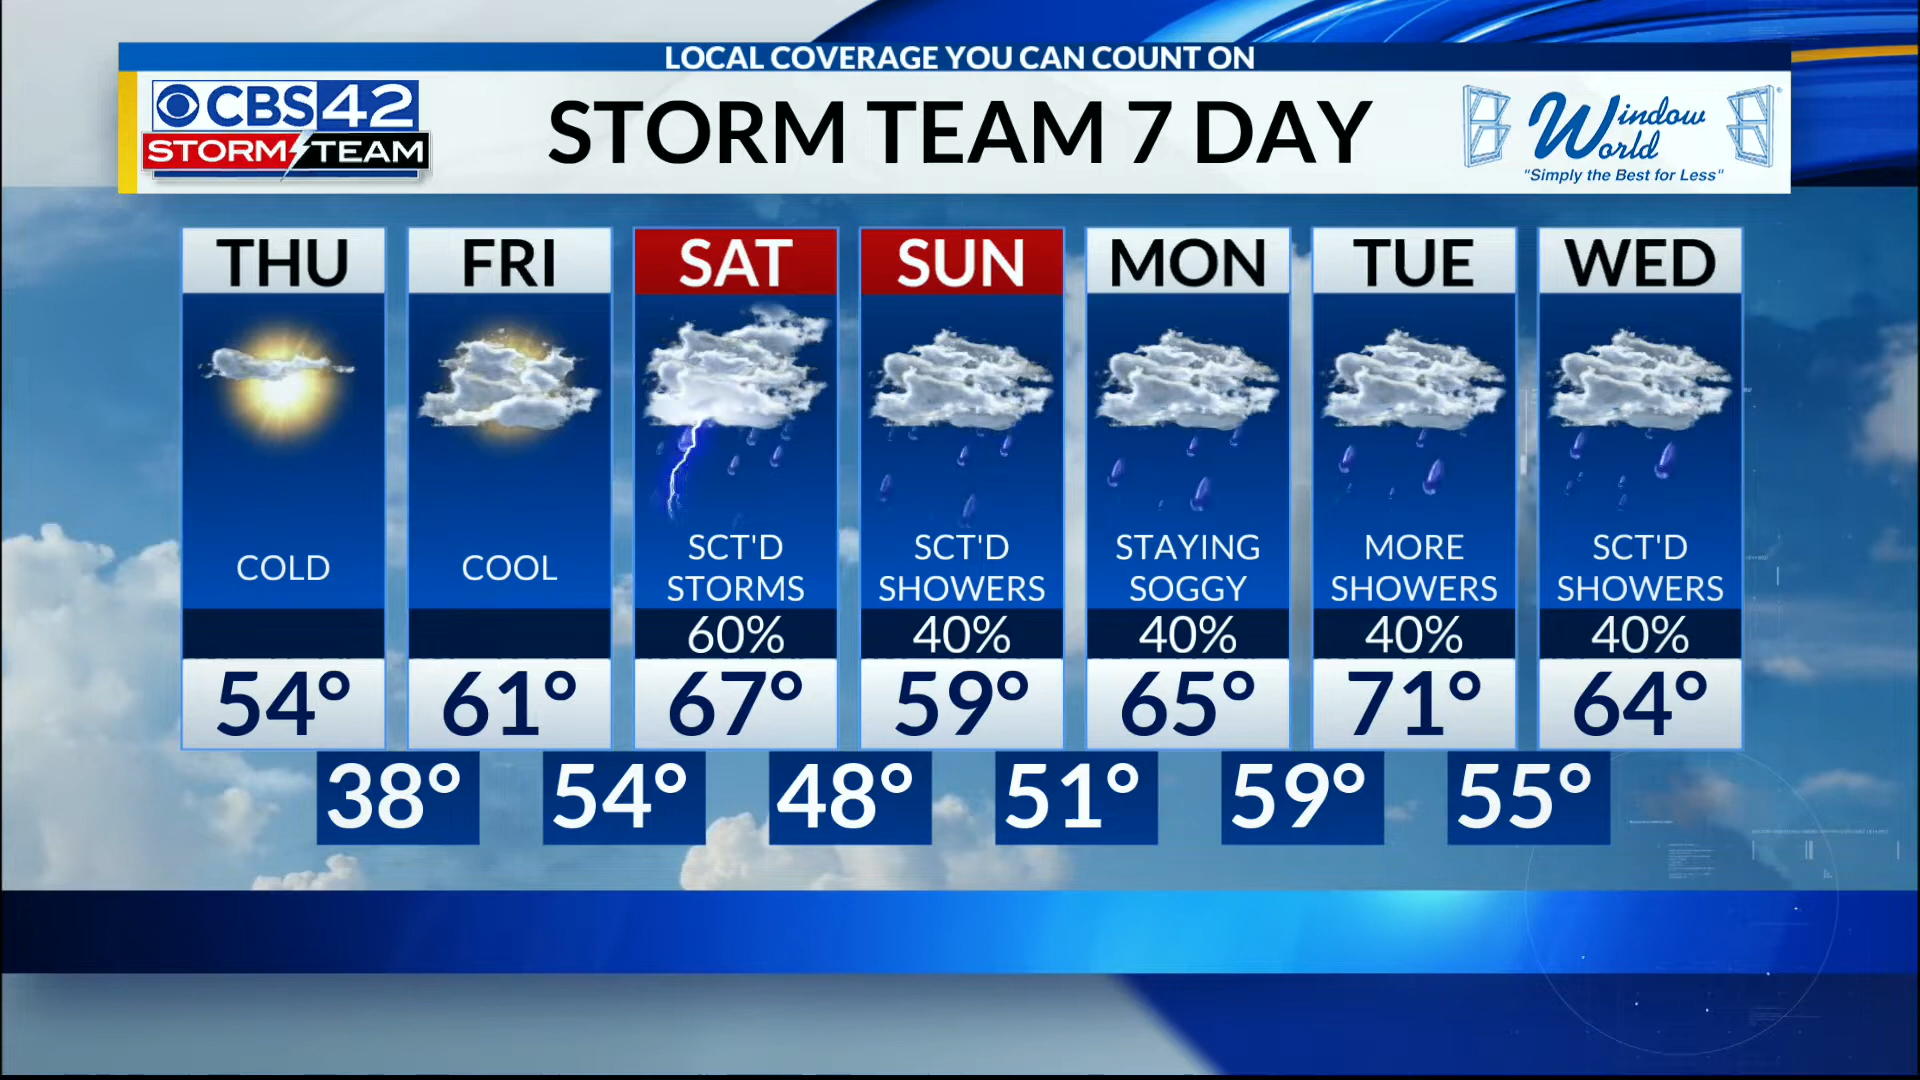 LOCAL COVERAGE YOU CAN COUNT ON
CBS 42
STORM TEAM
STORM TEAM 7 DAY
Window
World
®
"Simply the Best for Less"
THU FRI SAT SUN MON TUE WED
COLD COOL SCT'D STORMS SCT'D SHOWERS STAYING SOGGY MORE SHOWERS SCT'D SHOWERS
60% 40% 40% 40% 40%
54° 61° 67° 59° 65° 71° 64°
38° 54° 48° 51° 59° 55°